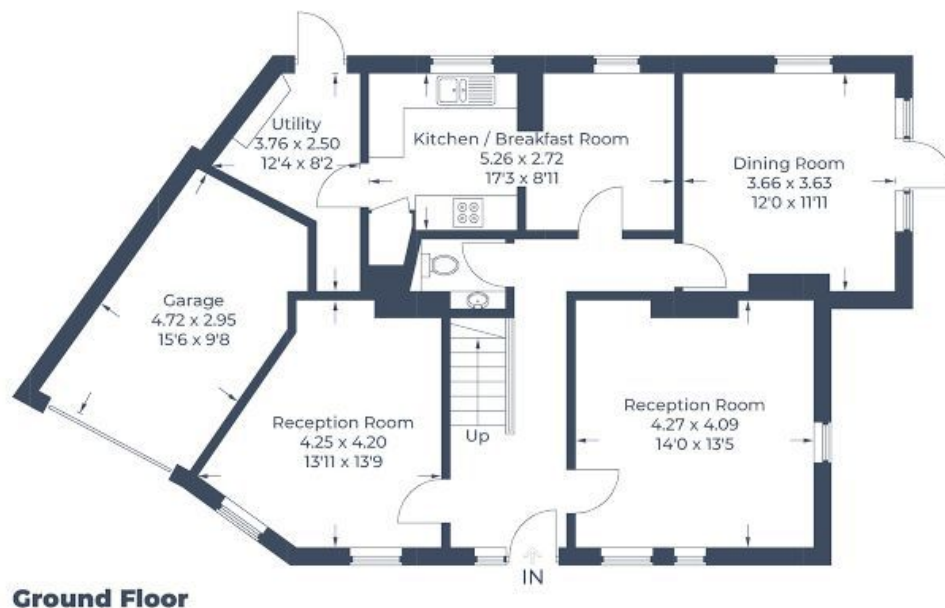 Utility
3.76 x 2.50
12'4 x 8'2
Kitchen / Breakfast Room
5.26 x 2.72
17'3 x 8'11
Dining Room
3.66 x 3.63
12'0 x 11'11
Garage
4.72 x 2.95
15'6 x 9'8
Reception Room
4.25 x 4.20
13'11 x 13'9
Up
Reception Room
4.27 x 4.09
14'0 x 13'5
IN
Ground Floor